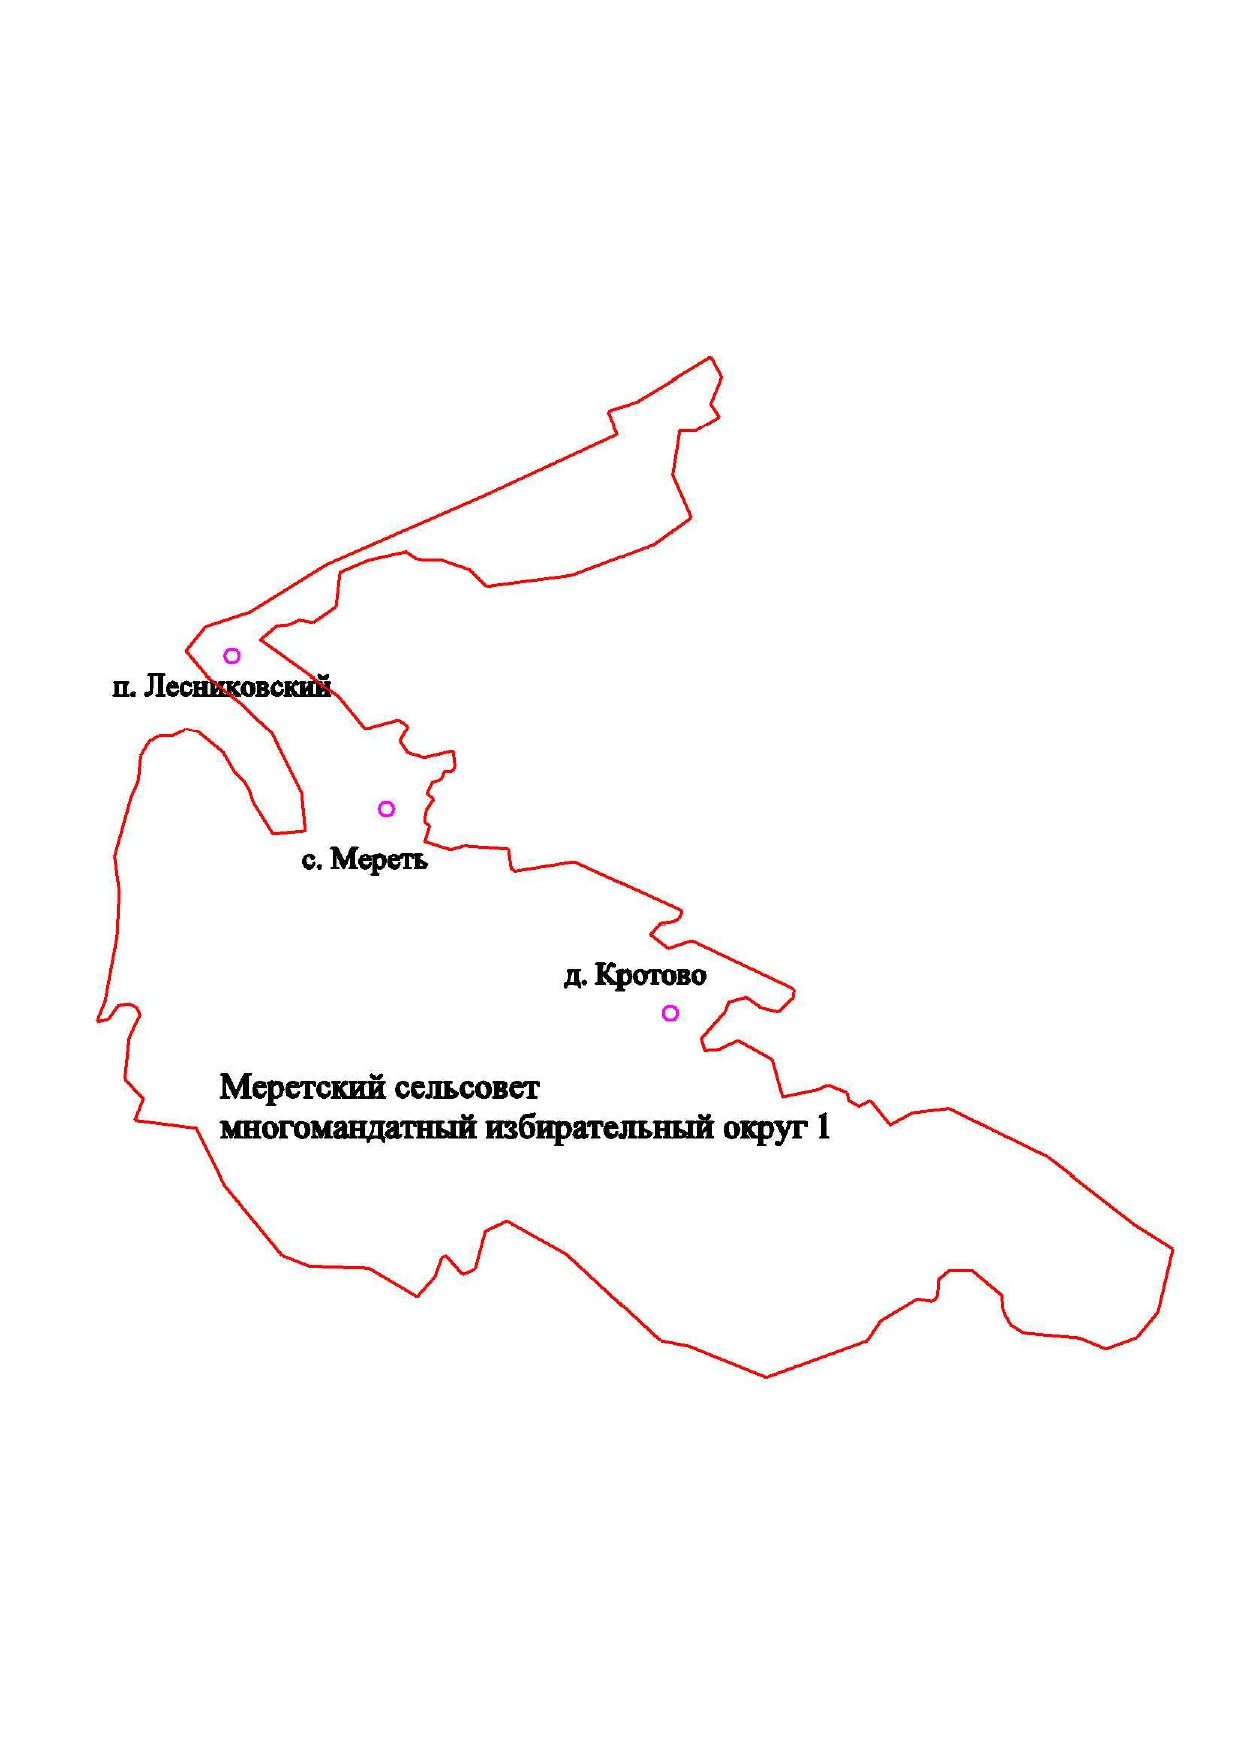 п. Лесниковский
с. Мереть
д. Кротово
Меретский сельсовет
многомандатный избирательный округ 1